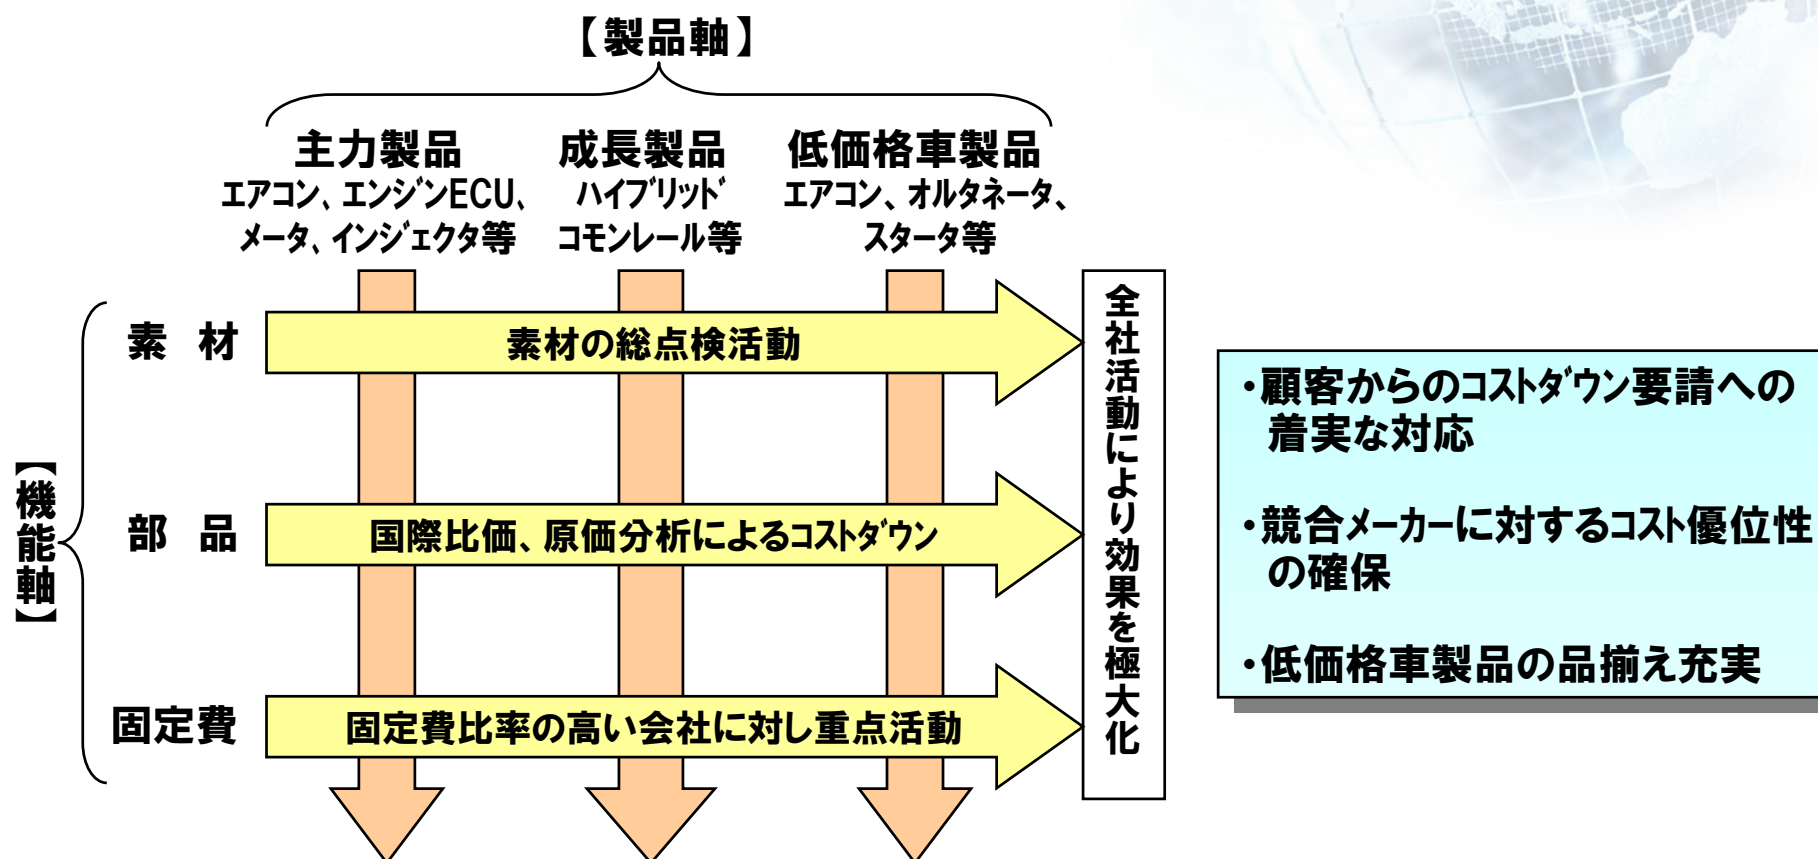 【製品軸】
主力製品
エアコン、エンジンECU、
メータ、インジェクタ等
成長製品
ハイブリッド
コモンレール等
低価格車製品
エアコン、オルタネータ、
スタータ等
【機能軸】
素 材
素材の総点検活動
部 品
国際比価、原価分析によるコストダウン
固定費
固定費比率の高い会社に対し重点活動
全社活動により効果を極大化
・顧客からのコストダウン要請への
着実な対応
・競合メーカーに対するコスト優位性
の確保
・低価格車製品の品揃え充実